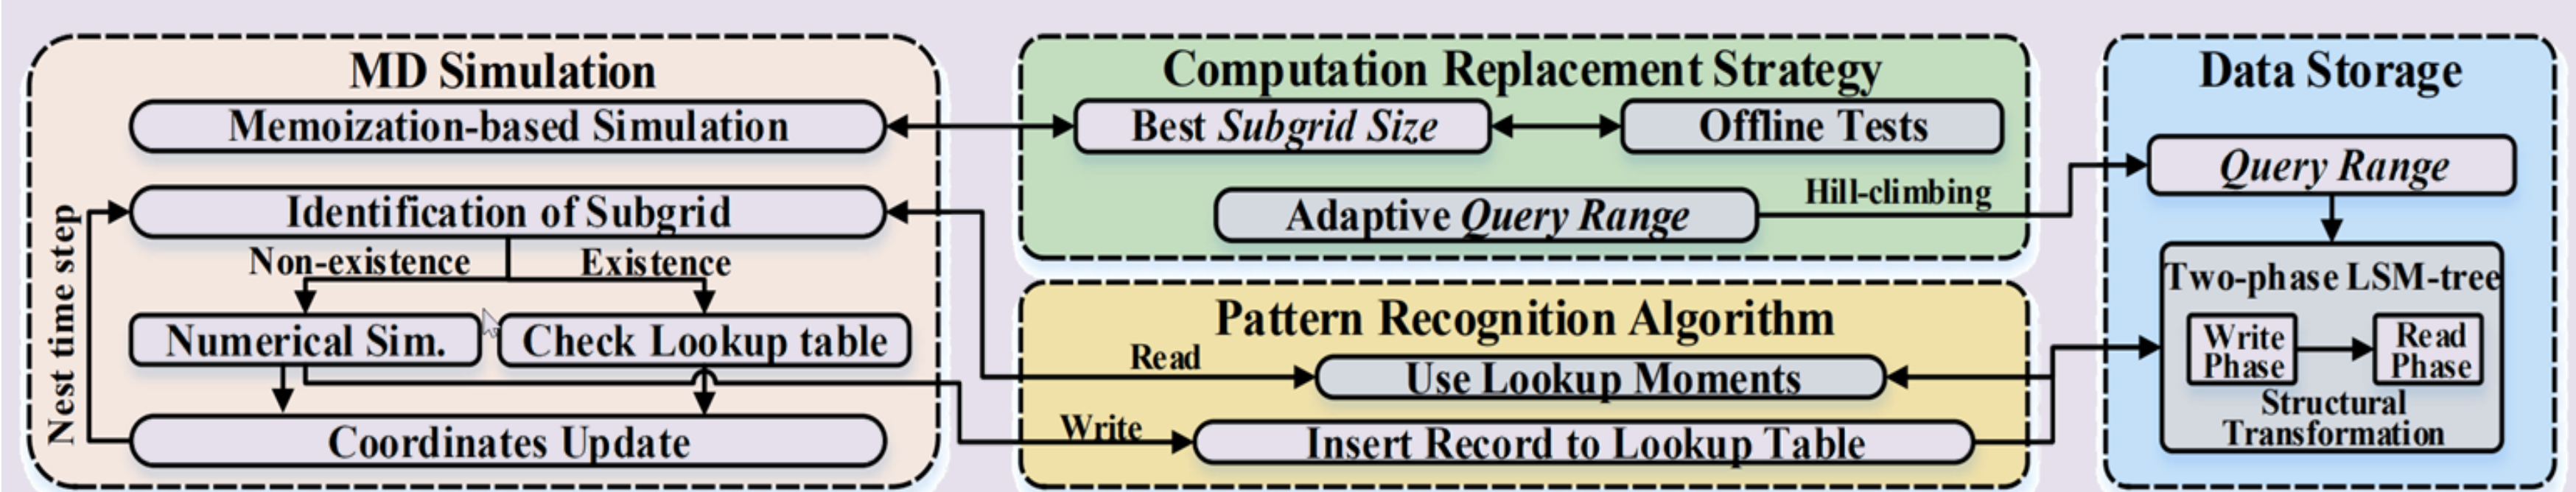 MD Simulation
Memoization-based Simulation
Identification of Subgrid
Non-existence
Existence
Numerical Sim.
Check Lookup table
Coordinates Update
Nest time step
Computation Replacement Strategy
Best Subgrid Size
Offline Tests
Adaptive Query Range
Hill-climbing
Pattern Recognition Algorithm
Read
Use Lookup Moments
Write
Insert Record to Lookup Table
Data Storage
Query Range
Two-phase LSM-tree
Write
Phase
Read
Phase
Structural
Transformation